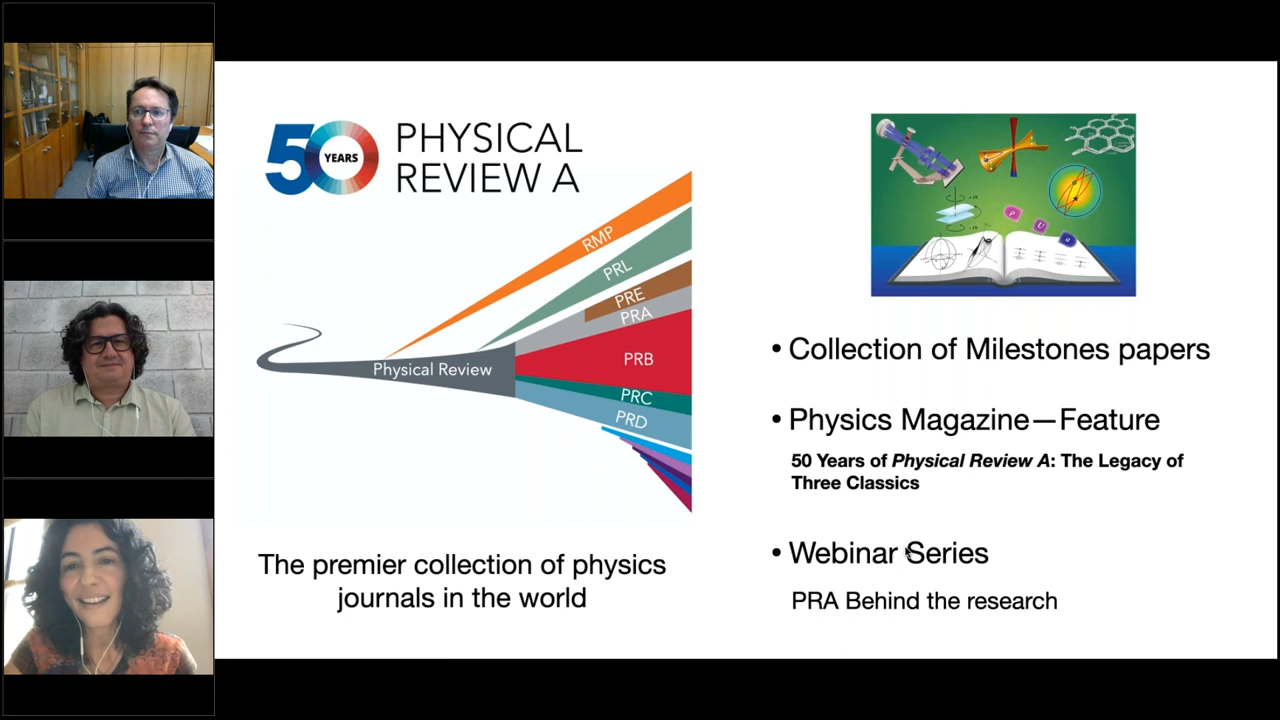 50 YEARS
PHYSICAL
REVIEW A
RMP
PRL
PRE
PRA
PRB
PRC
PRD
Physical Review
The premier collection of physics
journals in the world
• Collection of Milestones papers
• Physics Magazine—Feature
50 Years of Physical Review A: The Legacy of
Three Classics
• Webinar Series
PRA Behind the research